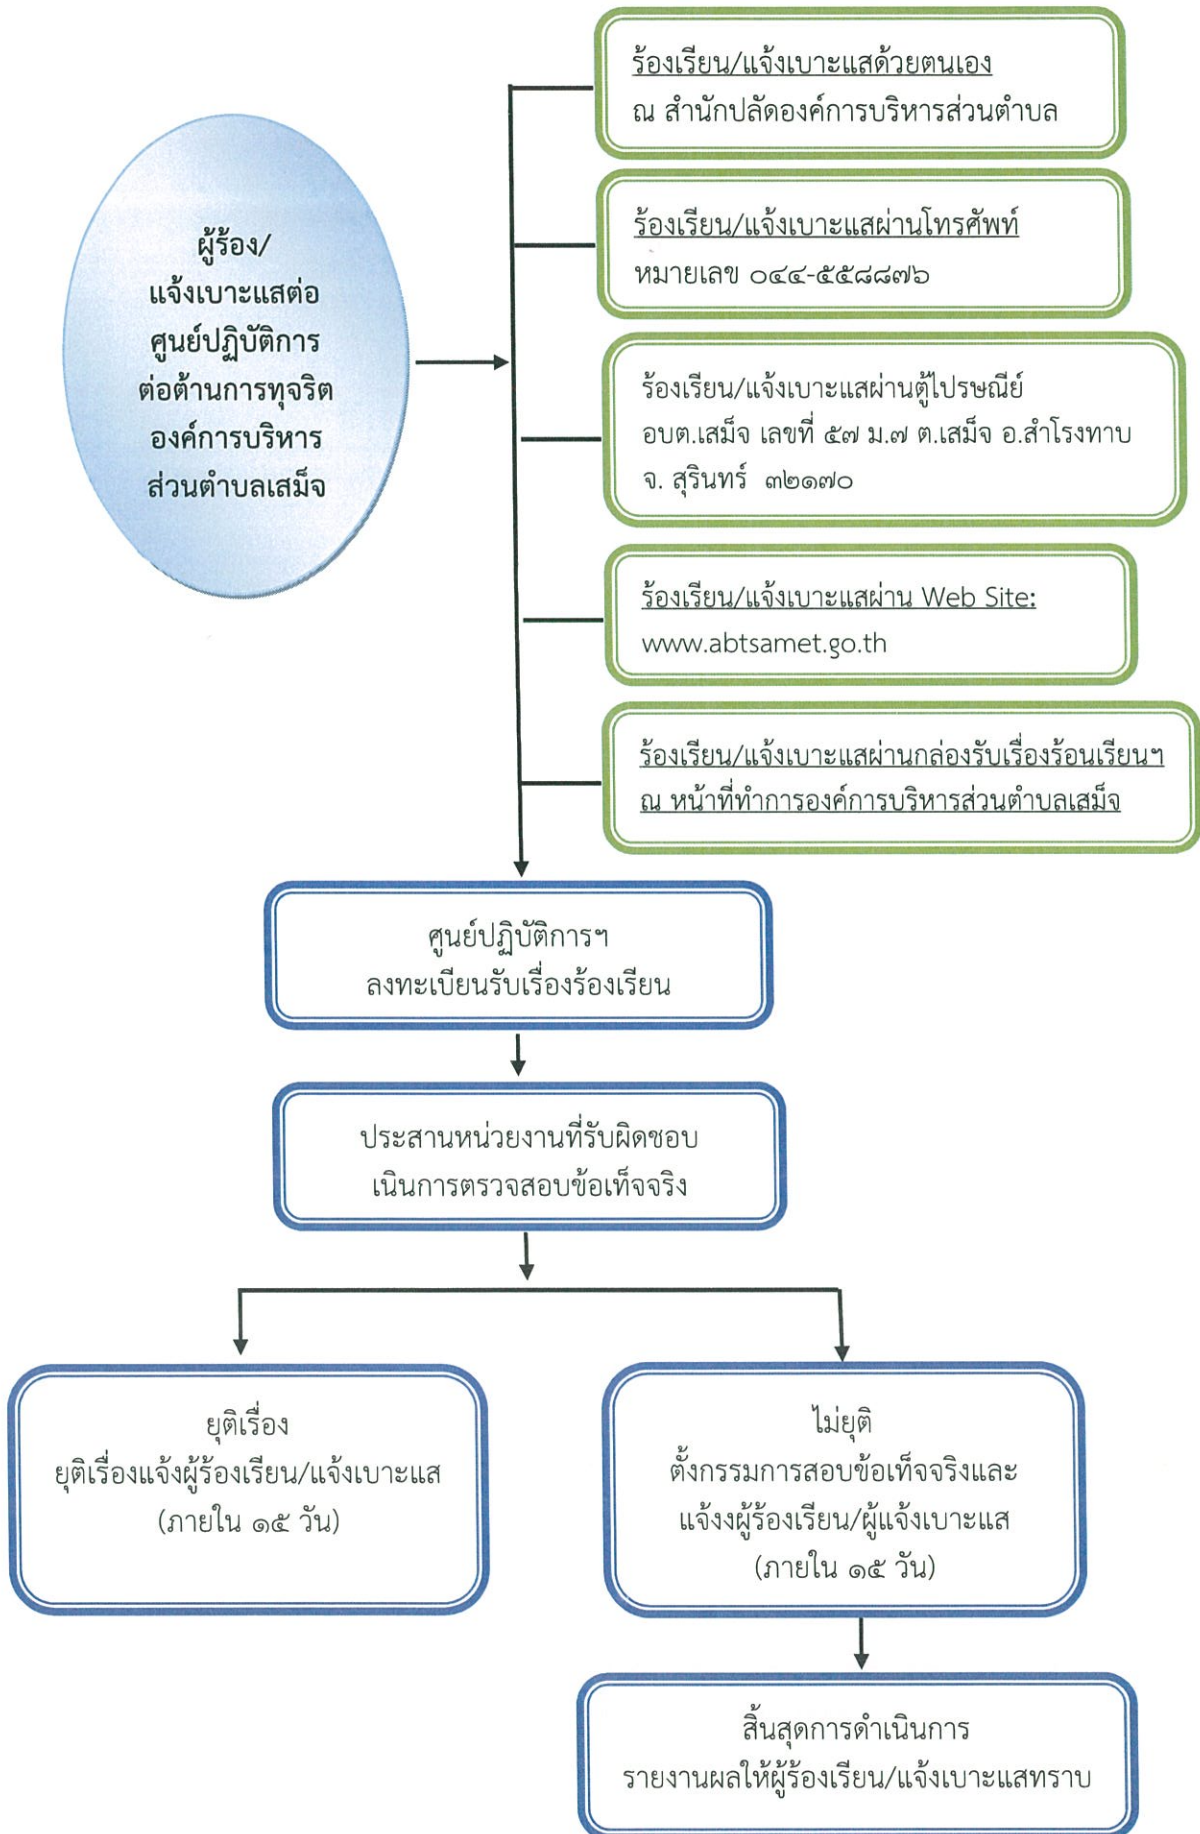 ผู้ร้อง/
แจ้งเบาะแสต่อ
ศูนย์ปฏิบัติการ
ต่อต้านการทุจริต
องค์การบริหาร
ส่วนตำบลเสม็จ
ร้องเรียน/แจ้งเบาะแสด้วยตนเอง
ณ สำนักปลัดองค์การบริหารส่วนตำบล
ร้องเรียน/แจ้งเบาะแสผ่านโทรศัพท์
หมายเลข ๐๔๔-๕๕๘๘๗๖
ร้องเรียน/แจ้งเบาะแสผ่านตู้ไปรษณีย์
อบต.เสม็จ เลขที่ ๕๗ ม.๗ ต.เสม็จ อ.สำโรงทาบ
จ. สุรินทร์ ๓๒๑๗๐
ร้องเรียน/แจ้งเบาะแสผ่าน Web Site:
www.abtsamet.go.th
ร้องเรียน/แจ้งเบาะแสผ่านกล่องรับเรื่องร้อนเรียนฯ
ณ หน้าที่ทำการองค์การบริหารส่วนตำบลเสม็จ
ศูนย์ปฏิบัติการฯ
ลงทะเบียนรับเรื่องร้องเรียน
ประสานหน่วยงานที่รับผิดชอบ
เนินการตรวจสอบข้อเท็จจริง
ยุติเรื่อง
ยุติเรื่องแจ้งผู้ร้องเรียน/แจ้งเบาะแส
(ภายใน ๑๕ วัน)
ไม่ยุติ
ตั้งกรรมการสอบข้อเท็จจริงและ
แจ้งงผู้ร้องเรียน/ผู้แจ้งเบาะแส
(ภายใน ๑๕ วัน)
สิ้นสุดการดำเนินการ
รายงานผลให้ผู้ร้องเรียน/แจ้งเบาะแสทราบ